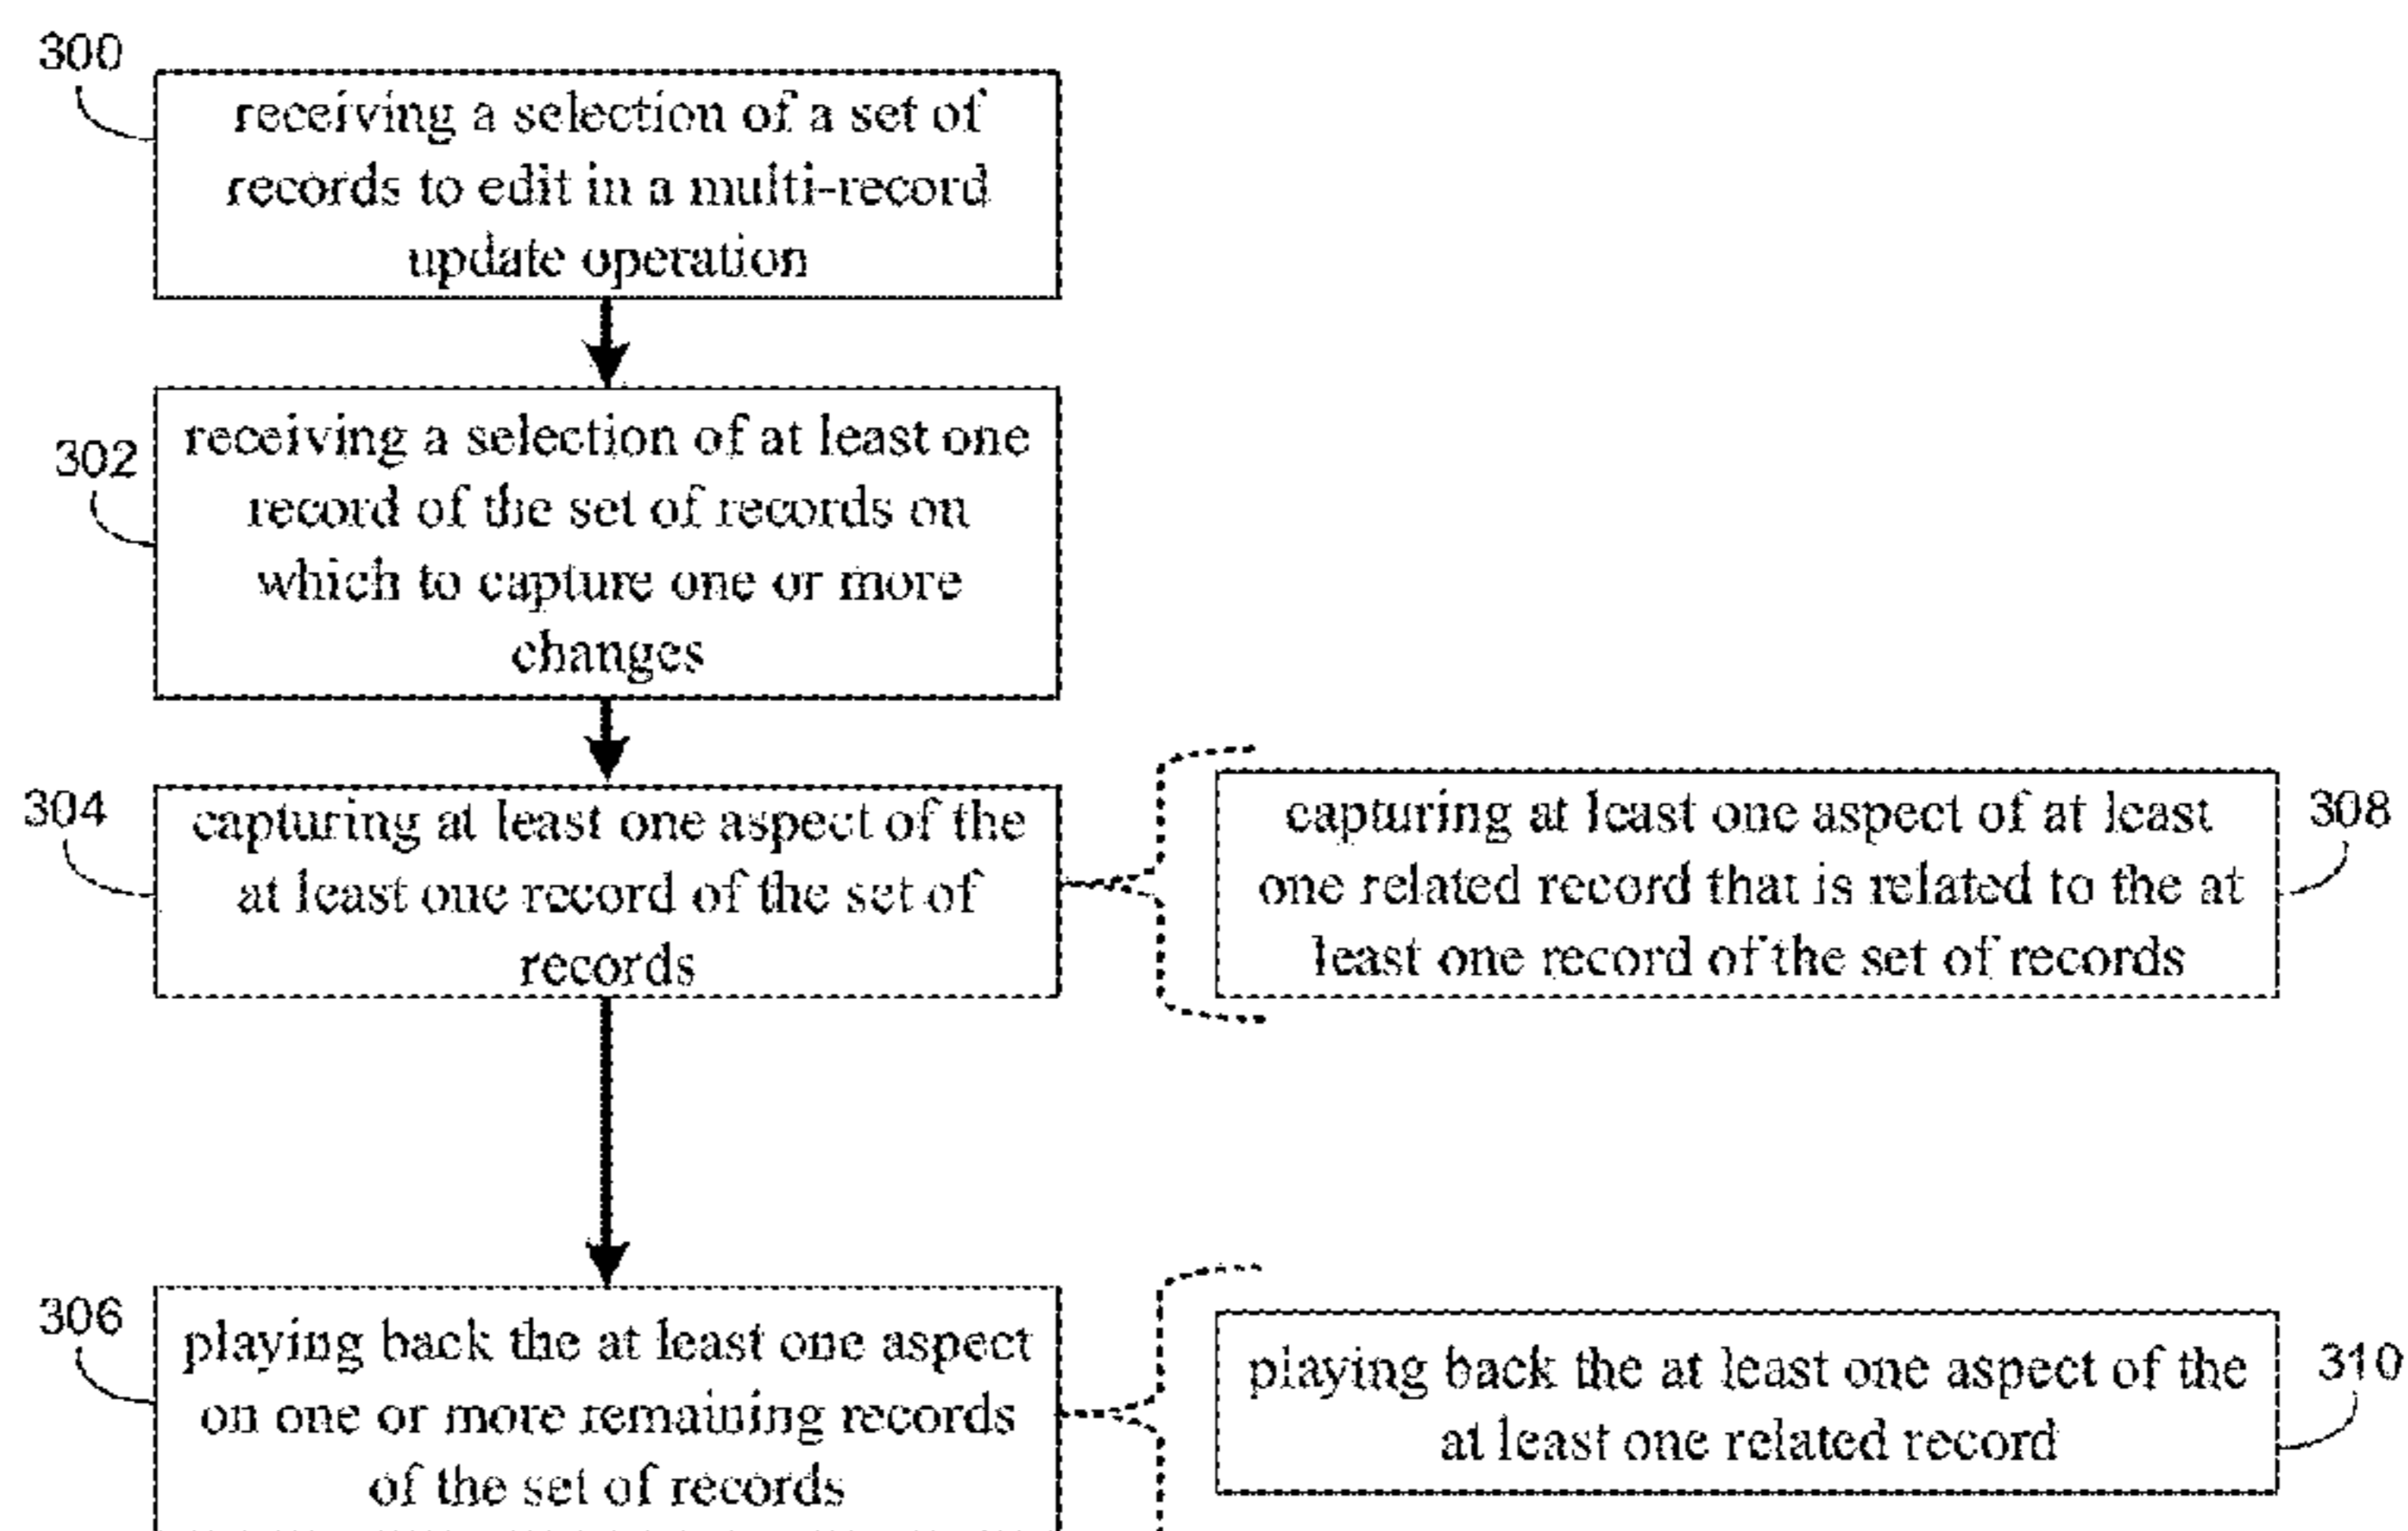 300
receiving a selection of a set of
records to edit in a multi-record
update operation
302
receiving a selection of at least one
record of the set of records on
which to capture one or more
changes
304
capturing at least one aspect of the
at least one record of the set of
records
308
capturing at least one aspect of at least
one related record that is related to the at
least one record of the set of records
306
playing back the at least one aspect
on one or more remaining records
of the set of records
310
playing back the at least one aspect of the
at least one related record